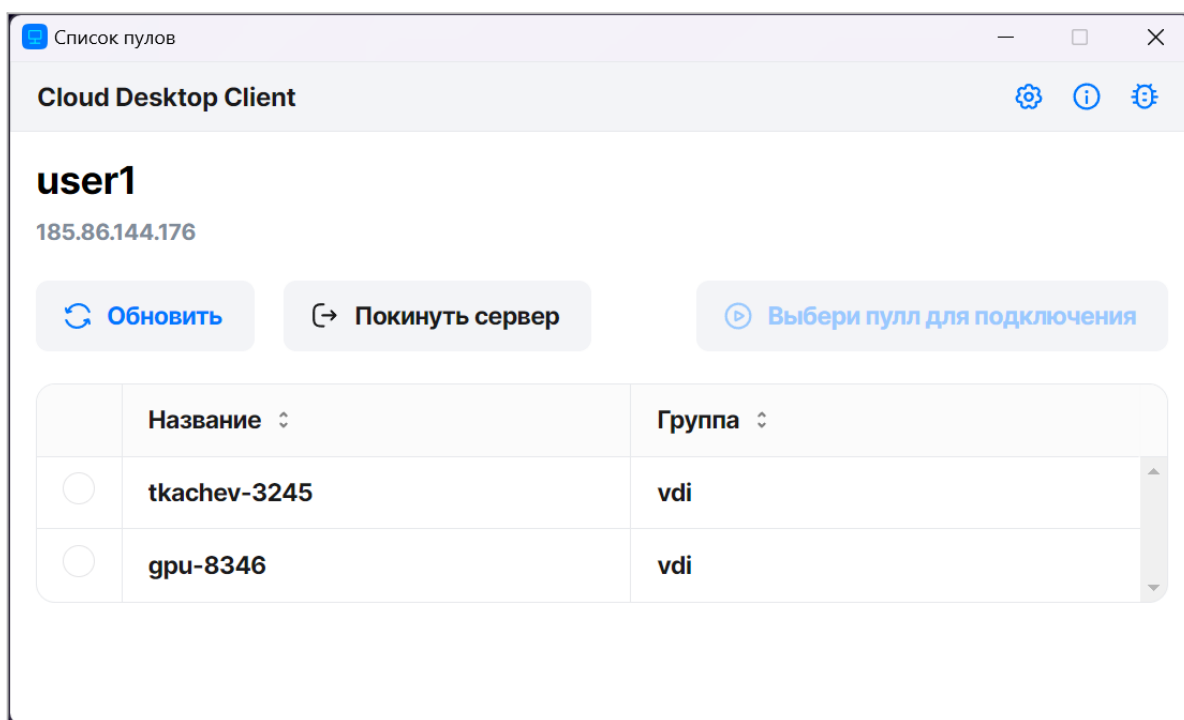 Список пулов
Cloud Desktop Client
user1
185.86.144.176
Обновить
Покинуть сервер
Выбери пулл для подключения
Название
Группа
tkachev-3245
vdi
gpu-8346
vdi